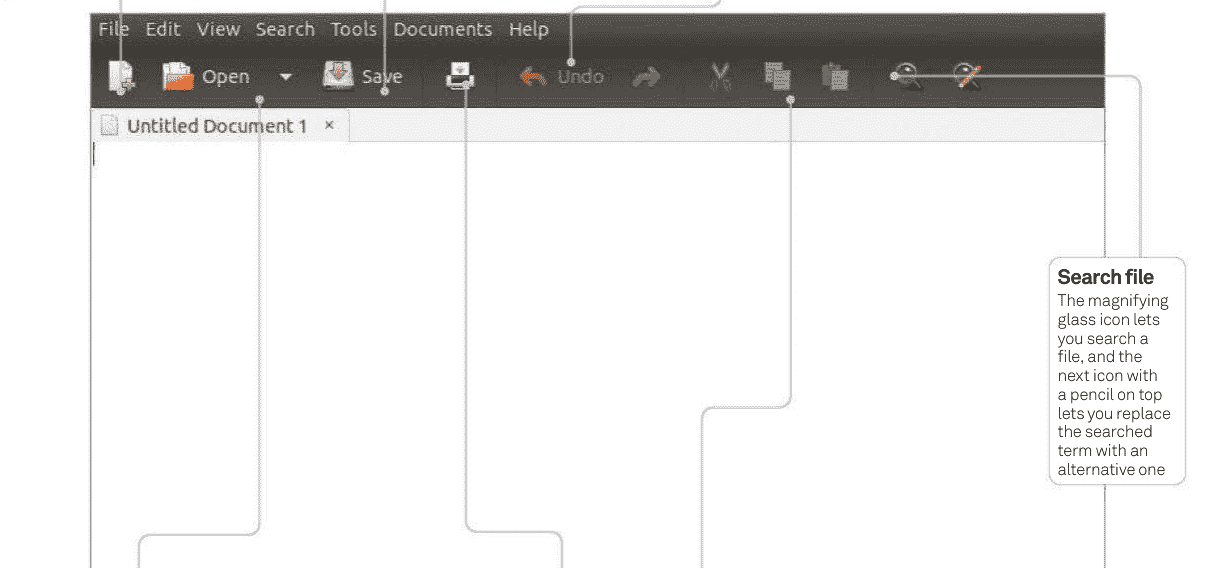 File Edit View Search Tools Documents Help
Open Save Undo
Untitled Document 1 ×
Search file
The magnifying
glass icon lets
you search a
file, and the
next icon with
a pencil on top
lets you replace
the searched
term with an
alternative one